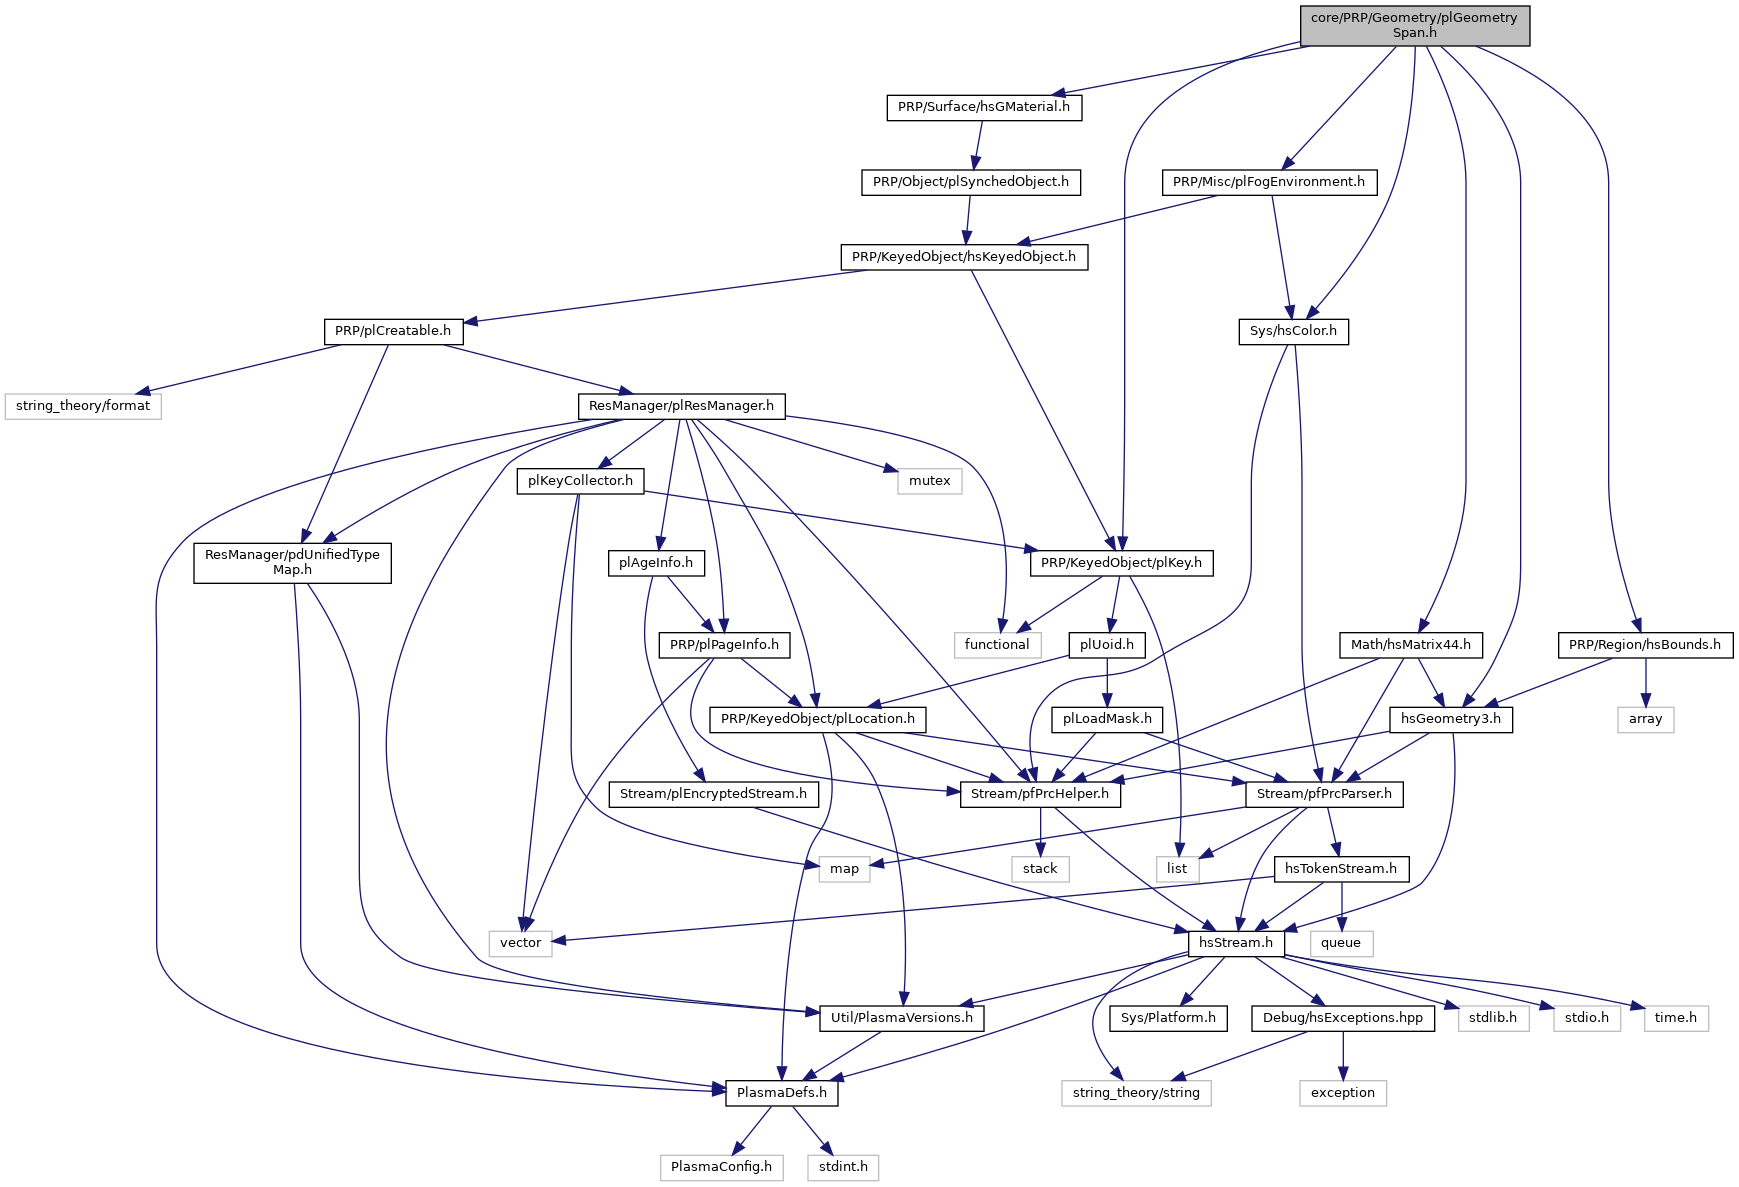 core/PRP/Geometry/plGeometry
Span.h
PRP/Surface/hsGMaterial.h
PRP/Object/plSynchedObject.h
PRP/Misc/plFogEnvironment.h
PRP/KeyedObject/hsKeyedObject.h
PRP/plCreatable.h
Sys/hsColor.h
string_theory/format
ResManager/plResManager.h
plKeyCollector.h
mutex
ResManager/pdUnifiedType
Map.h
plAgeInfo.h
PRP/KeyedObject/plKey.h
PRP/plPageInfo.h
functional
plUoid.h
Math/hsMatrix44.h
PRP/Region/hsBounds.h
PRP/KeyedObject/plLocation.h
plLoadMask.h
hsGeometry3.h
array
Stream/plEncryptedStream.h
Stream/pfPrcHelper.h
Stream/pfPrcParser.h
map
stack
list
hsTokenStream.h
vector
hsStream.h
queue
Util/PlasmaVersions.h
Sys/Platform.h
Debug/hsExceptions.hpp
stdlib.h
stdio.h
time.h
PlasmaDefs.h
string_theory/string
exception
PlasmaConfig.h
stdint.h